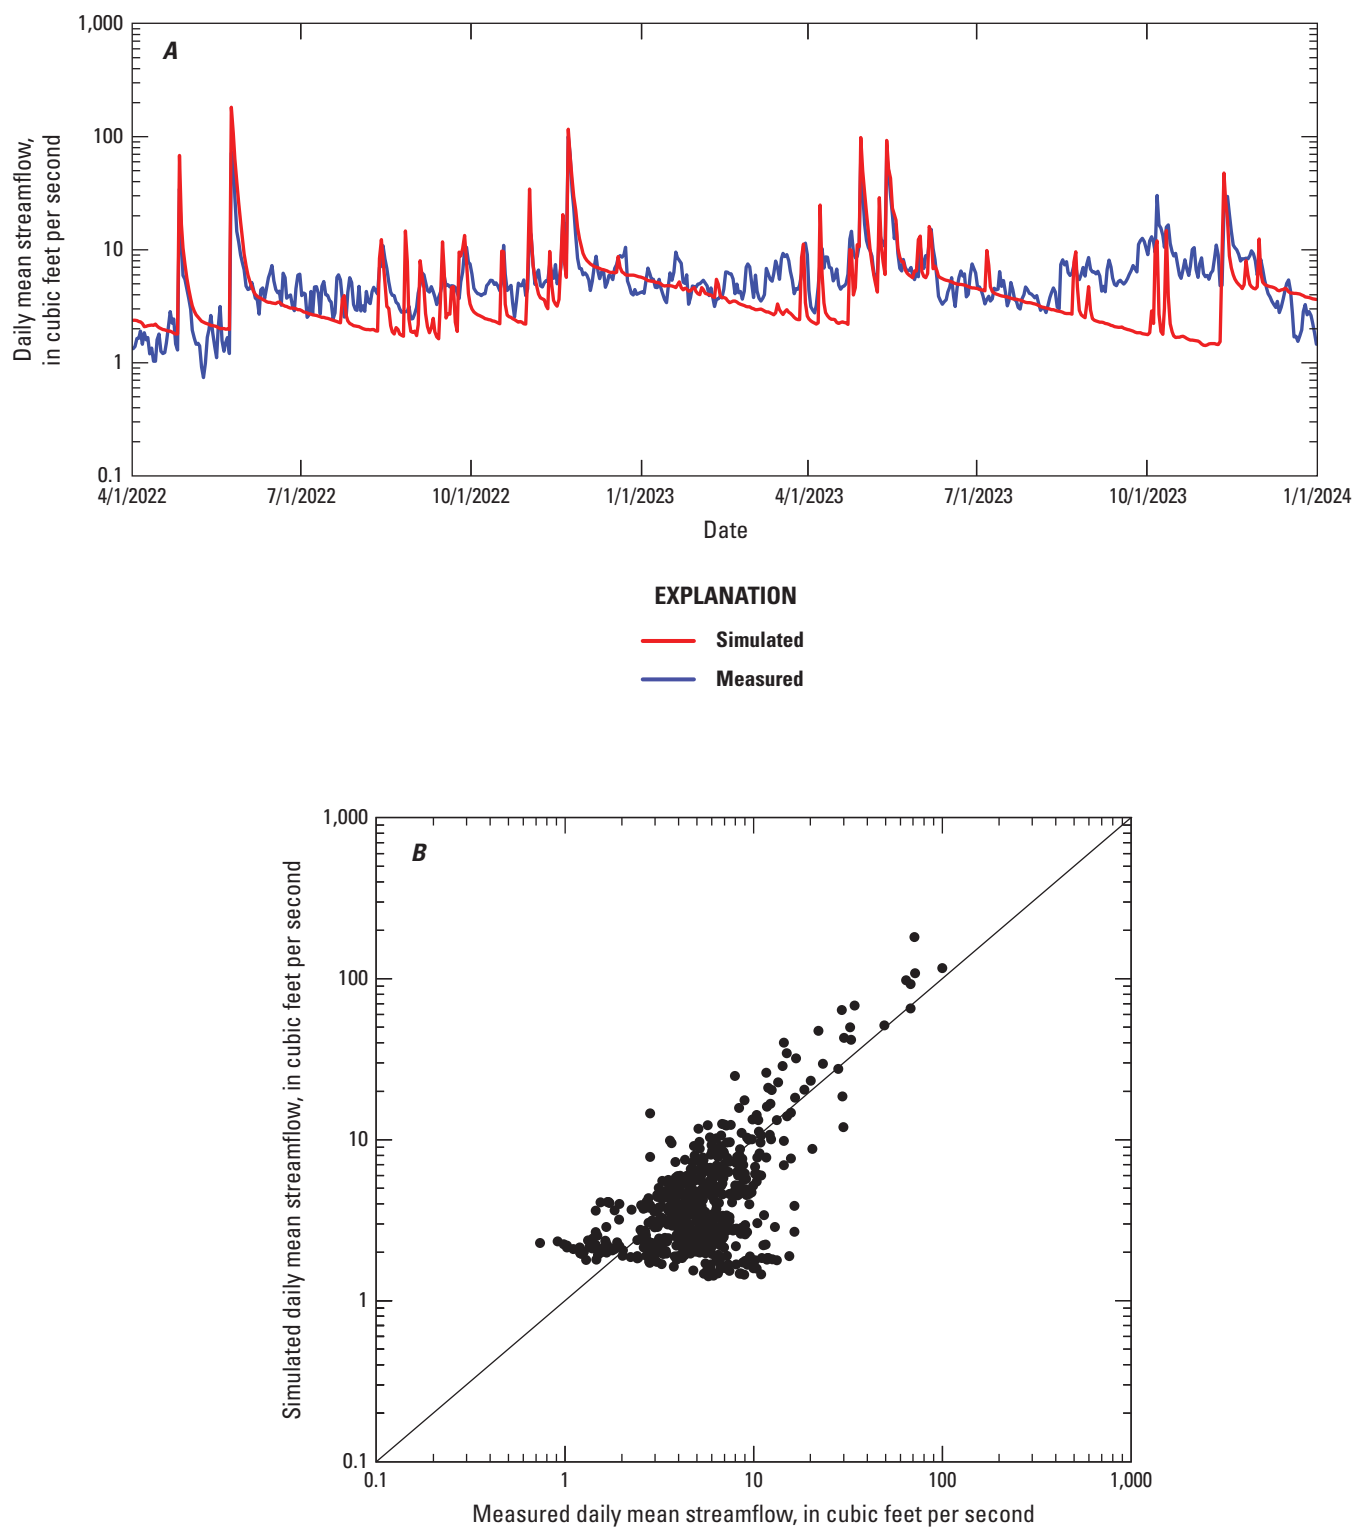 A
1,000
100
10
1
0.1
Daily mean streamflow,
in cubic feet per second
4/1/2022 7/1/2022 10/1/2022 1/1/2023 4/1/2023 7/1/2023 10/1/2023 1/1/2024
Date
EXPLANATION
Simulated
Measured
B
1,000
100
10
1
0.1
Simulated daily mean streamflow, in cubic feet per second
0.1 1 10 100 1,000
Measured daily mean streamflow, in cubic feet per second